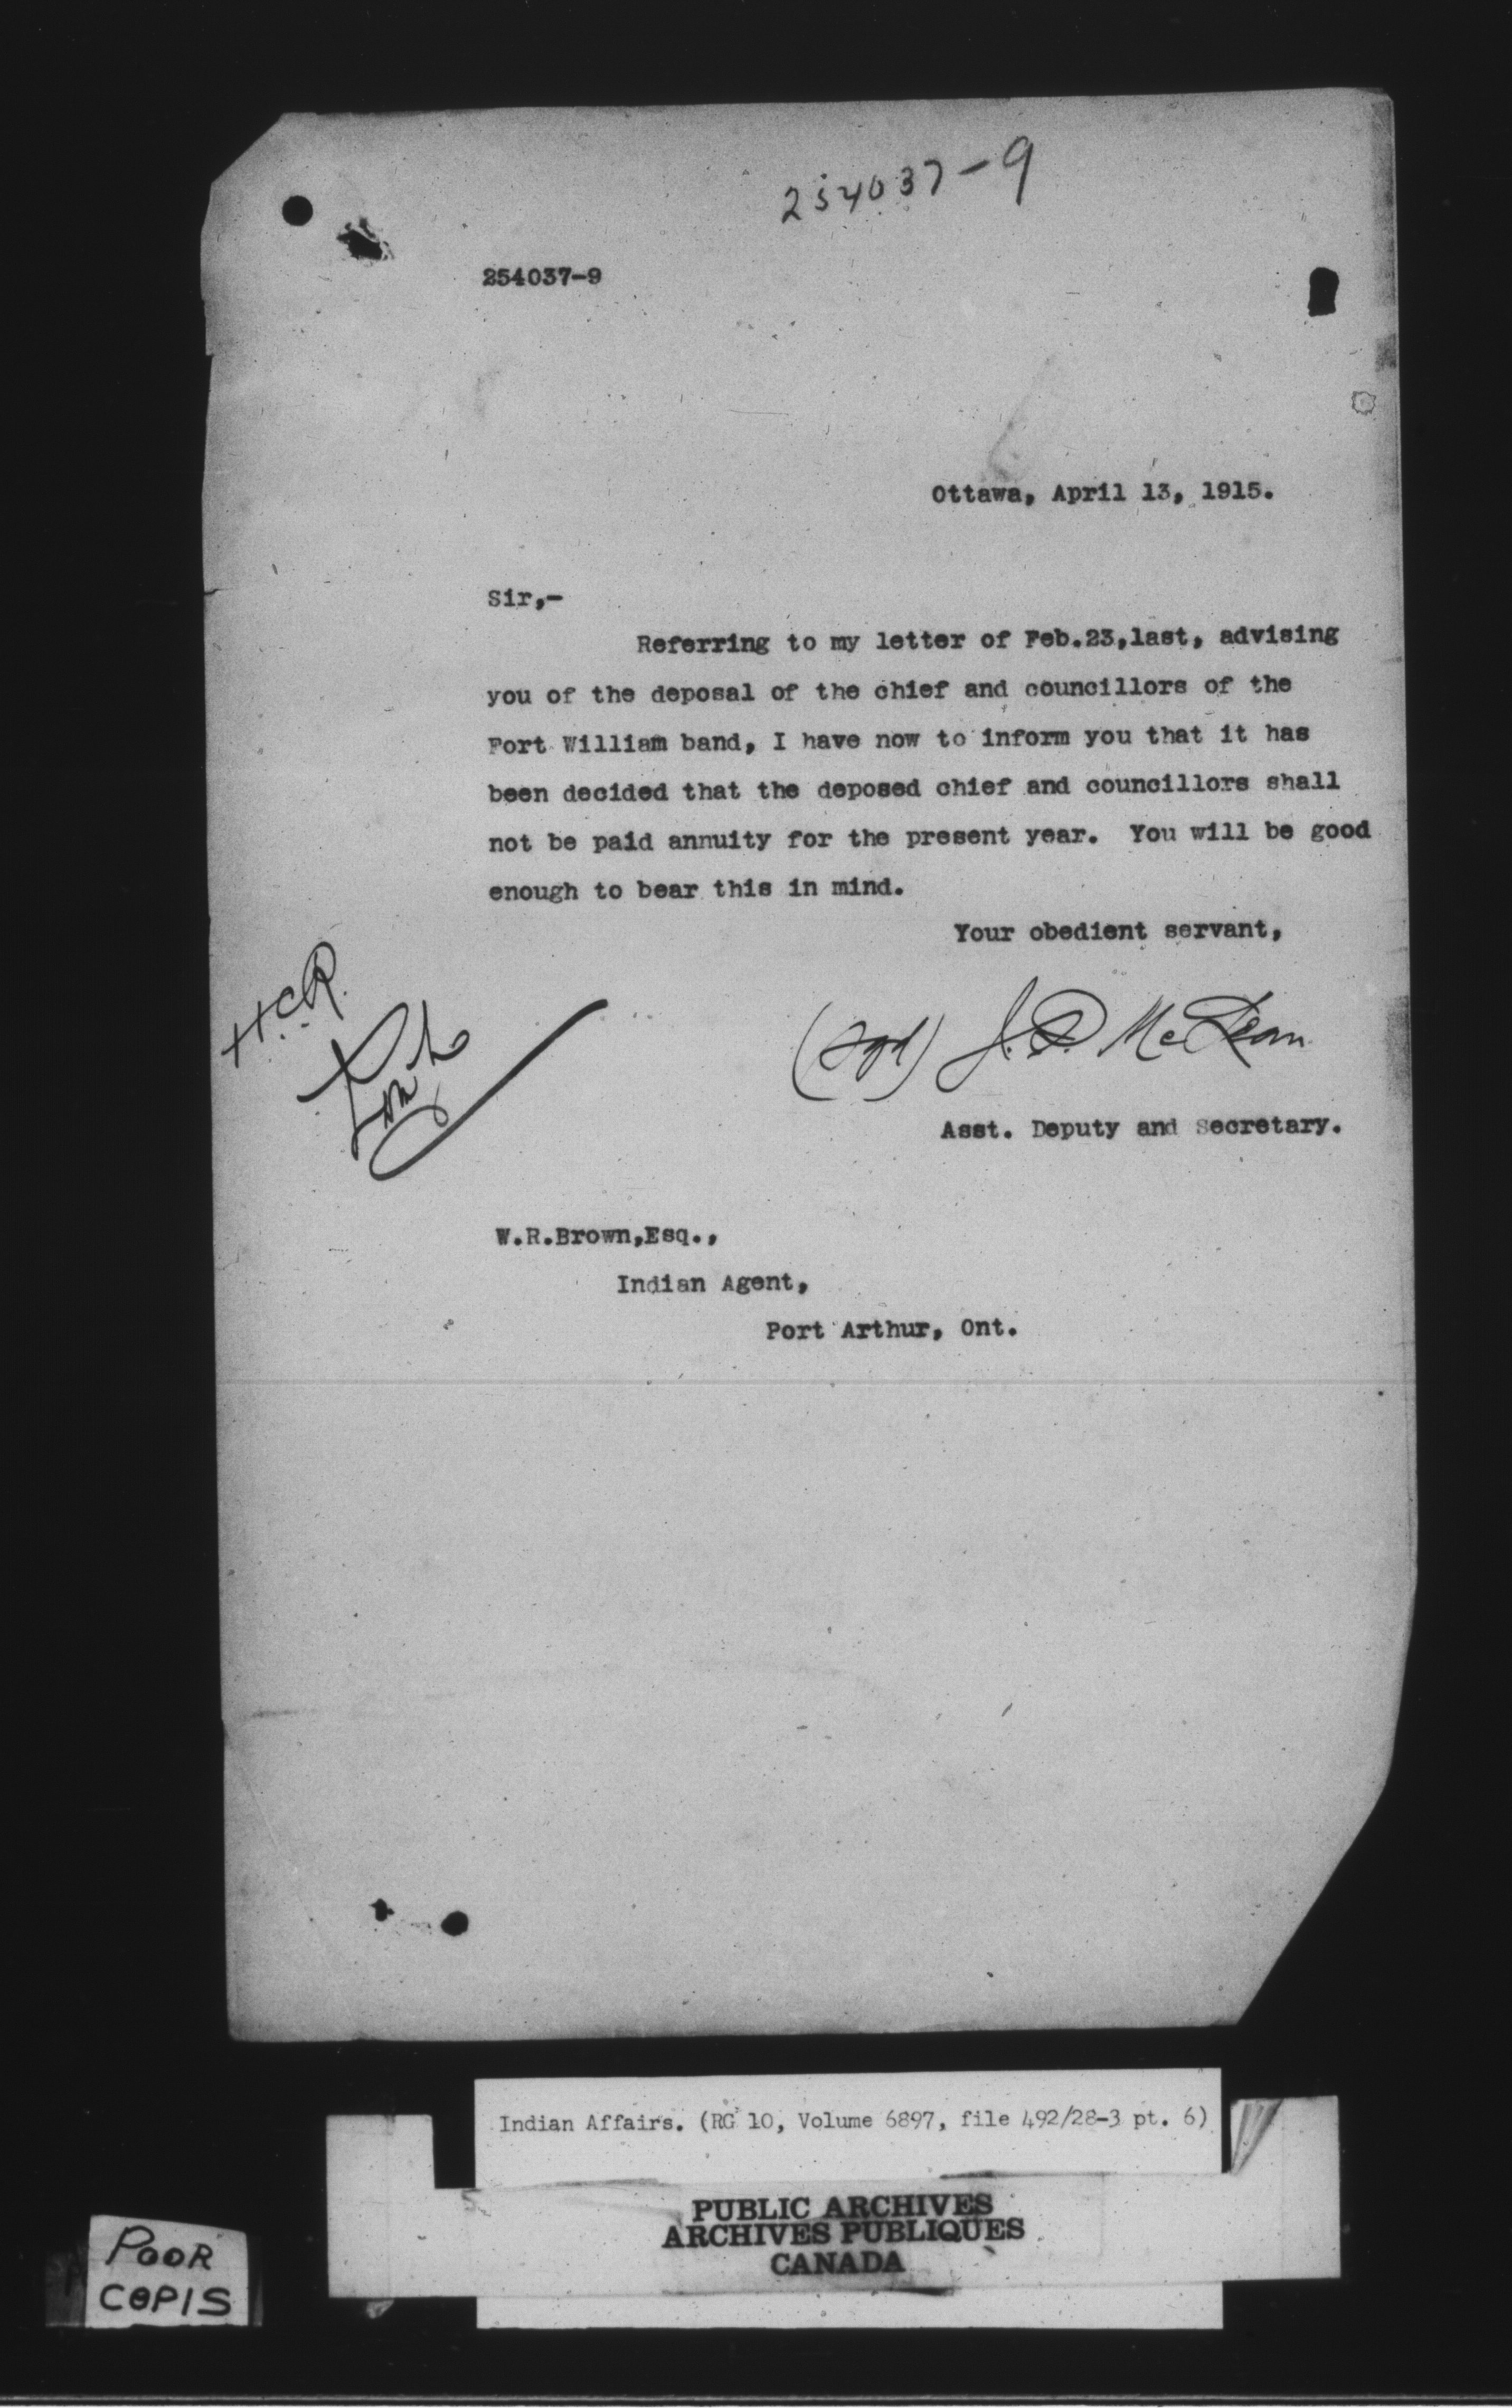 254037-9
254037-9
Ottawa, April 13, 1915.
Sir,-
Referring to my letter of Feb.23,last, advising
you of the deposal of the chief and councillors of the
Fort William band, I have now to inform you that it has
been decided that the deposed chief and councillors shall
not be paid annuity for the present year. You will be good
enough to bear this in mind.
Your obedient servant,
H.C.R.
(Sgd) J. D. McLean
Asst. Deputy and Secretary.
W.R.Brown,Esq.,
Indian Agent,
Port Arthur, Ont.
Indian Affairs. (RG 10, Volume 6897, file 492/28-3 pt. 6)
PUBLIC ARCHIVES
ARCHIVES PUBLIQUES
CANADA
POOR
COPIS